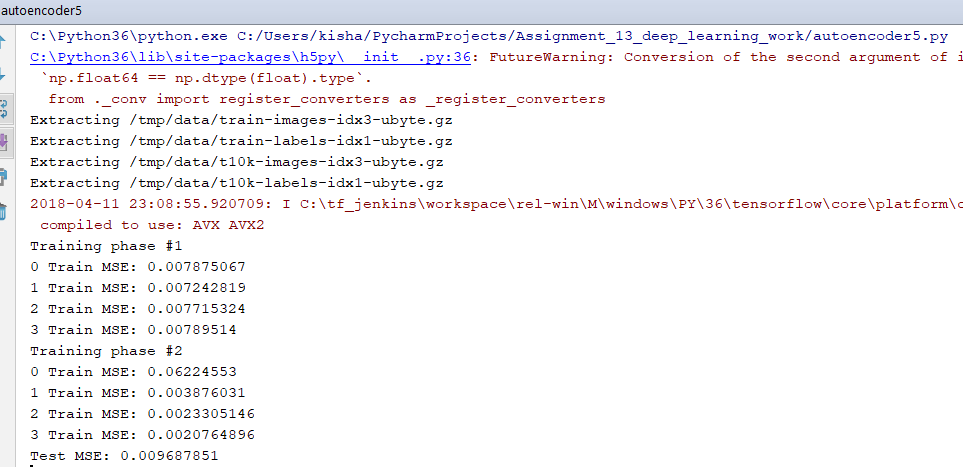 autoencoder5
C:\Python36\python.exe C:/Users/kisha/PycharmProjects/Assignment_13_deep_learning_work/autoencoder5.py
C:\Python36\lib\site-packages\h5py\__init__.py:36: FutureWarning: Conversion of the second argument of i
`np.float64 == np.dtype(float).type`.
from ._conv import register_converters as _register_converters
Extracting /tmp/data/train-images-idx3-ubyte.gz
Extracting /tmp/data/train-labels-idx1-ubyte.gz
Extracting /tmp/data/t10k-images-idx3-ubyte.gz
Extracting /tmp/data/t10k-labels-idx1-ubyte.gz
2018-04-11 23:08:55.920709: I C:\tf_jenkins\workspace\rel-win\M\windows\PY\36\tensorflow\core\platform\c
compiled to use: AVX AVX2
Training phase #1
0 Train MSE: 0.007875067
1 Train MSE: 0.007242819
2 Train MSE: 0.007715324
3 Train MSE: 0.00789514
Training phase #2
0 Train MSE: 0.06224553
1 Train MSE: 0.003876031
2 Train MSE: 0.0023305146
3 Train MSE: 0.0020764896
Test MSE: 0.009687851